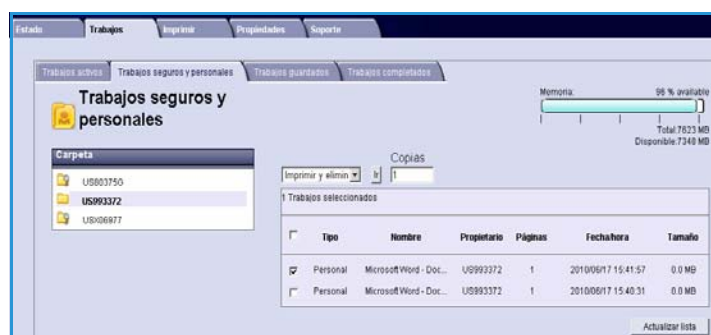 Estado Trabajos Imprimir Propiedades Soporte
Trabajos activos Trabajos seguros y personales Trabajos guardados Trabajos completados
Trabajos seguros y
personales
Memoria: 96 % available
Total:7623 MB
Disponible:7348 MB
Carpeta
US80375G
US993372
USX06977
Copias
Imprimir y elimin Ir 1
1 Trabajos seleccionados
Tipo Nombre Propietario Páginas Fecha/hora Tamaño
Personal Microsoft Word - Doc... US993372 1 2010/06/17 15:41:57 0.0 MB
Personal Microsoft Word - Doc... US993372 1 2010/06/17 15:40:31 0.0 MB
Actualizar lista